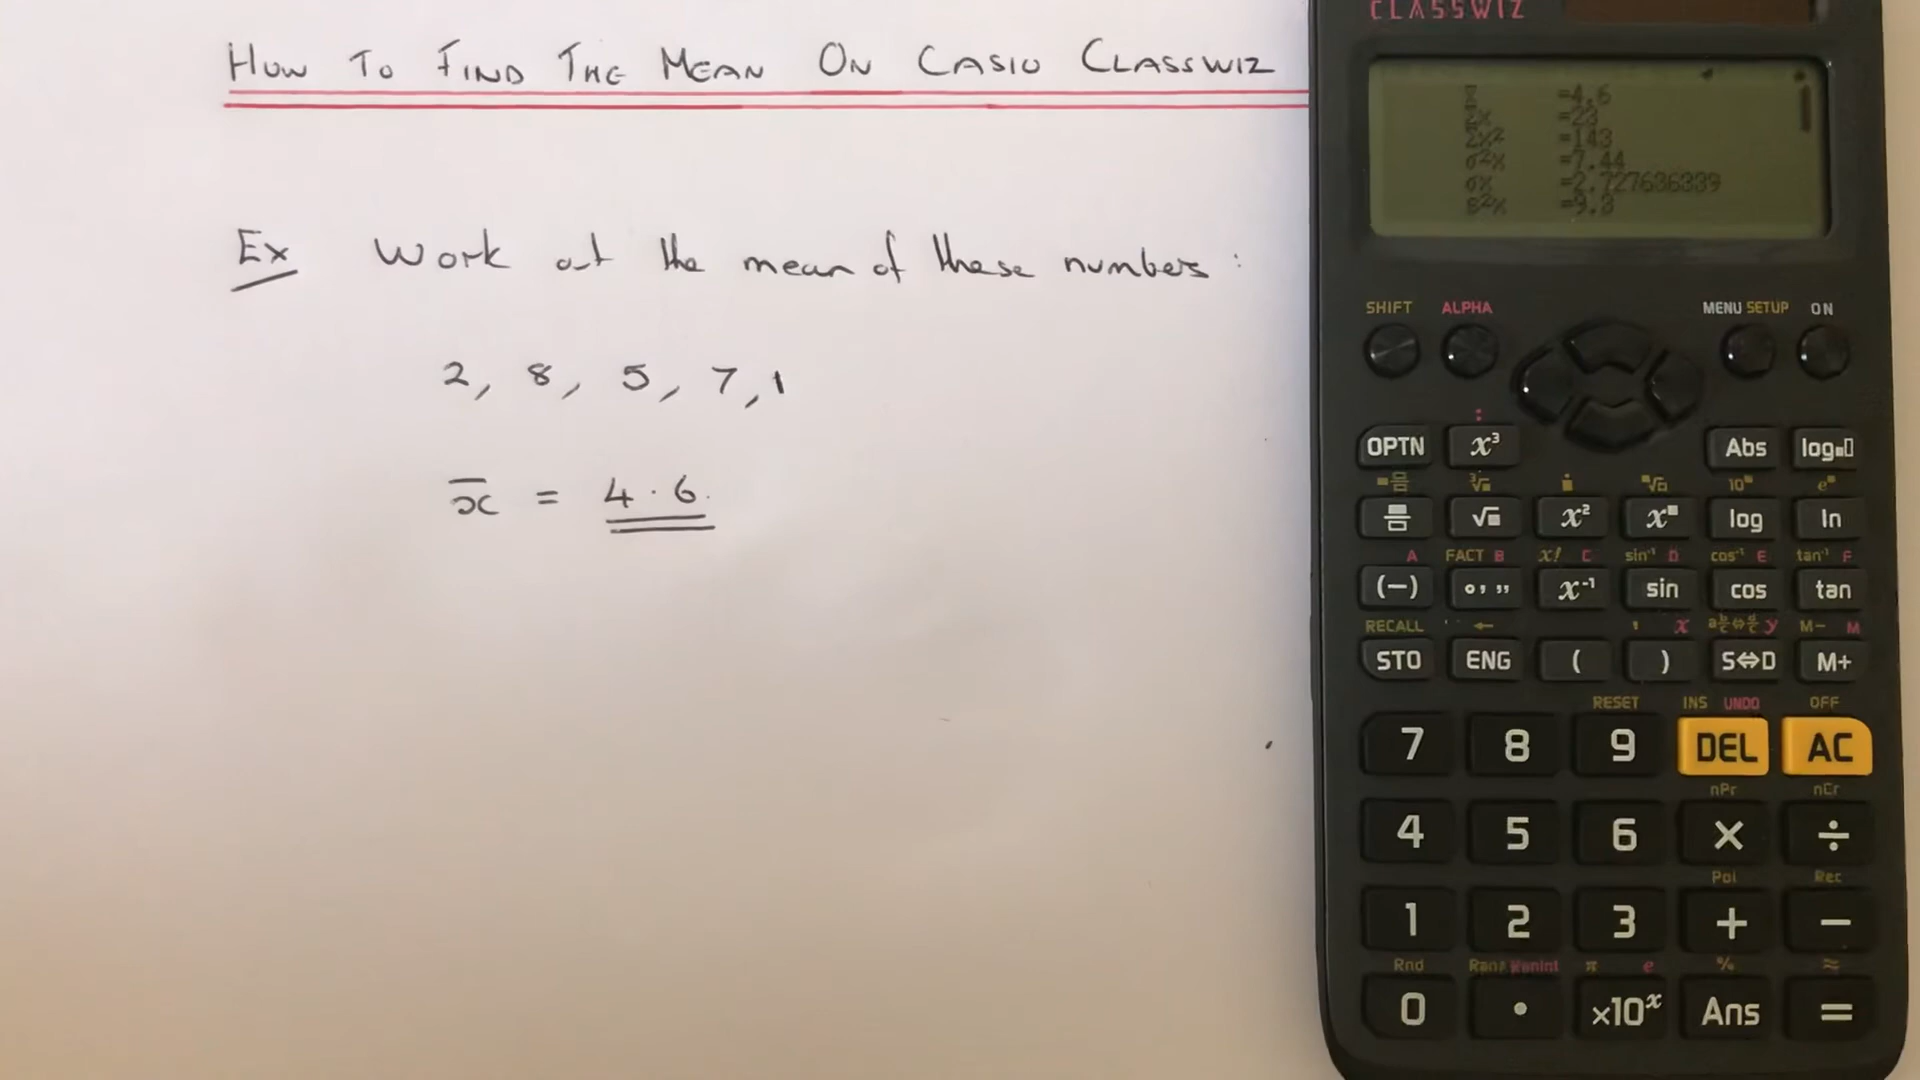 HOW TO FIND THE MEAN ON CASIO CLASSWIZ
Ex Work out the mean of these numbers:
2, 8, 5, 7, 1
x̄ = 4.6
CLASSWIZ
x̄ =4.6
Σx =23
Σx² =143
σ²x =7.44
σx =2.727636339
s²x =9.3
SHIFT ALPHA MENU SETUP ON
:
OPTN x³ Abs log■□
³√■ ■√□ 10■ e■
√■ x² x■ log ln
A FACT B x! C sin⁻¹ D cos⁻¹ E tan⁻¹ F
(−) ° ’ ” x⁻¹ sin cos tan
RECALL ← , x a b/c⇔d/c y M− M
STO ENG ( ) S⇔D M+
RESET INS UNDO OFF
7 8 9 DEL AC
nPr nCr
4 5 6 × ÷
Pol Rec
1 2 3 + −
Rnd Ran# RanInt π e % ≈
0 . ×10ˣ Ans =